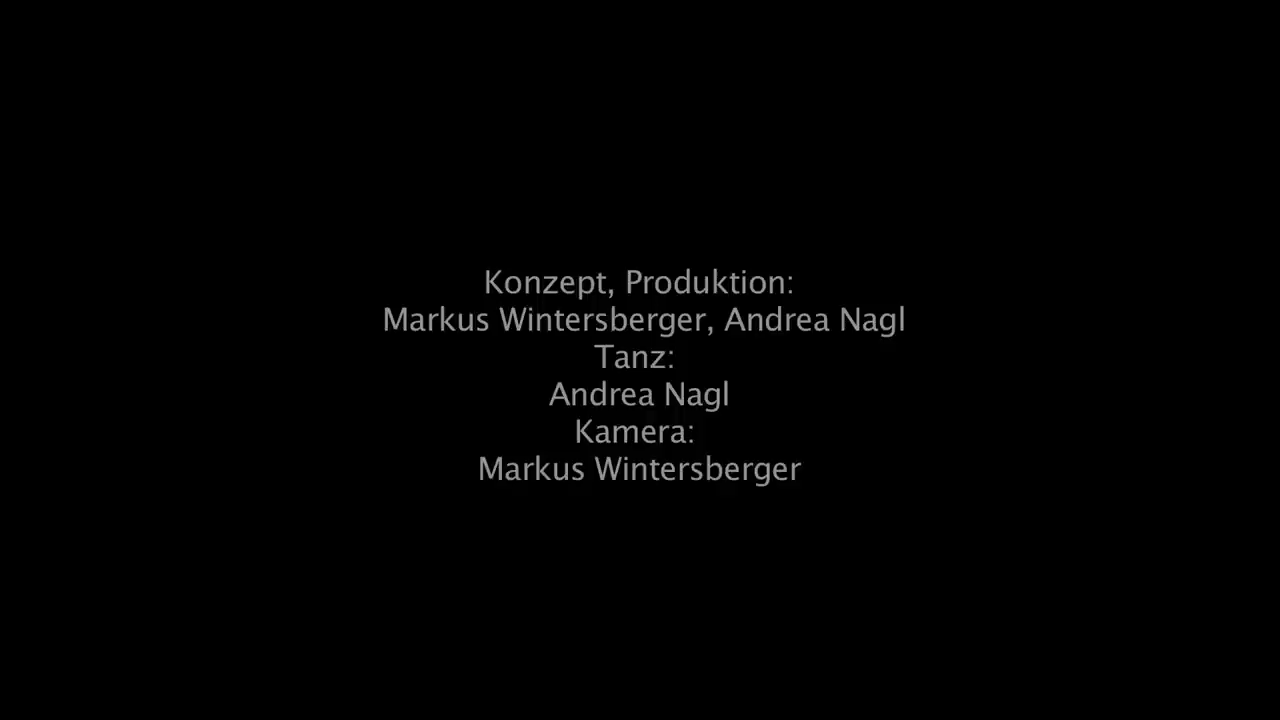 Konzept, Produktion:
Markus Wintersberger, Andrea Nagl
Tanz:
Andrea Nagl
Kamera:
Markus Wintersberger